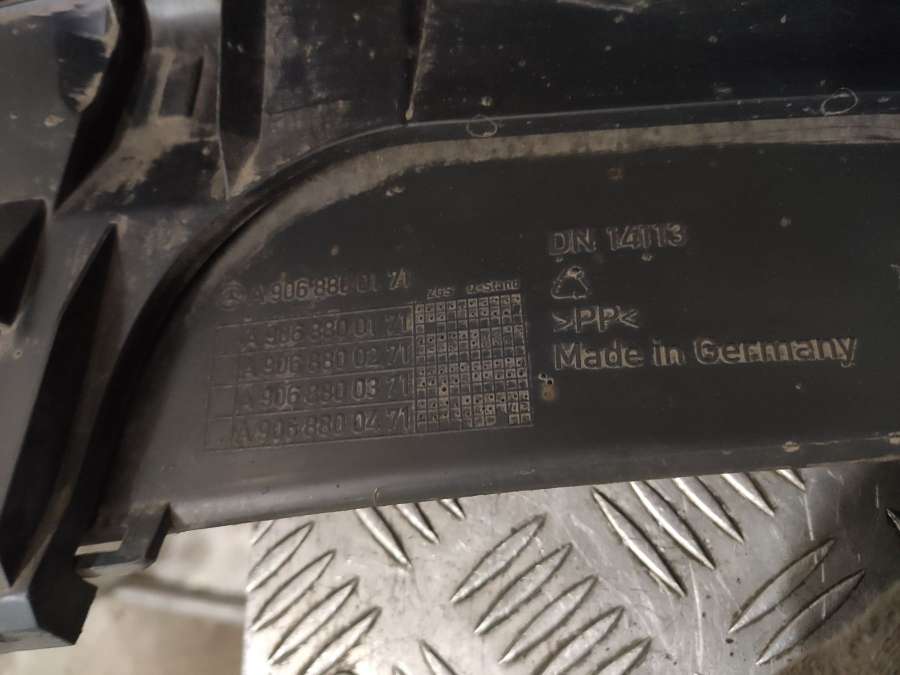 A 906 880 01 71
ZGS Q-Stand
A 906 880 01 71
A 906 880 02 71
A 906 880 03 71
A 906 880 04 71
DN 14113
>PP<
Made in Germany